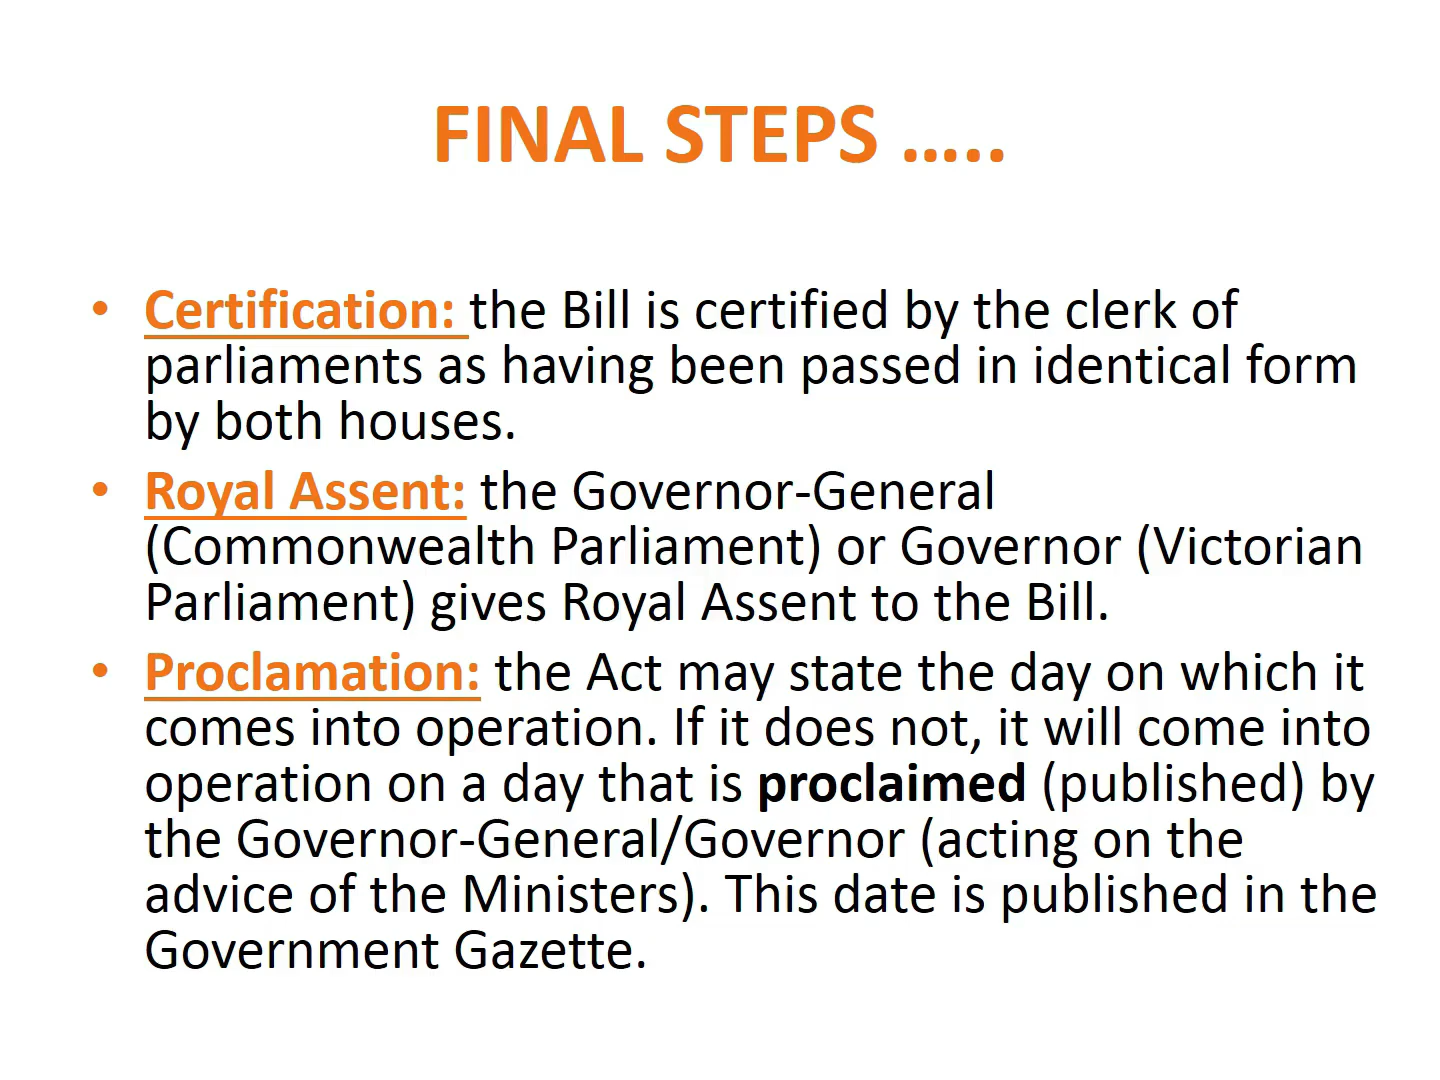 FINAL STEPS …..
• Certification: the Bill is certified by the clerk of
parliaments as having been passed in identical form
by both houses.
• Royal Assent: the Governor-General
(Commonwealth Parliament) or Governor (Victorian
Parliament) gives Royal Assent to the Bill.
• Proclamation: the Act may state the day on which it
comes into operation. If it does not, it will come into
operation on a day that is proclaimed (published) by
the Governor-General/Governor (acting on the
advice of the Ministers). This date is published in the
Government Gazette.